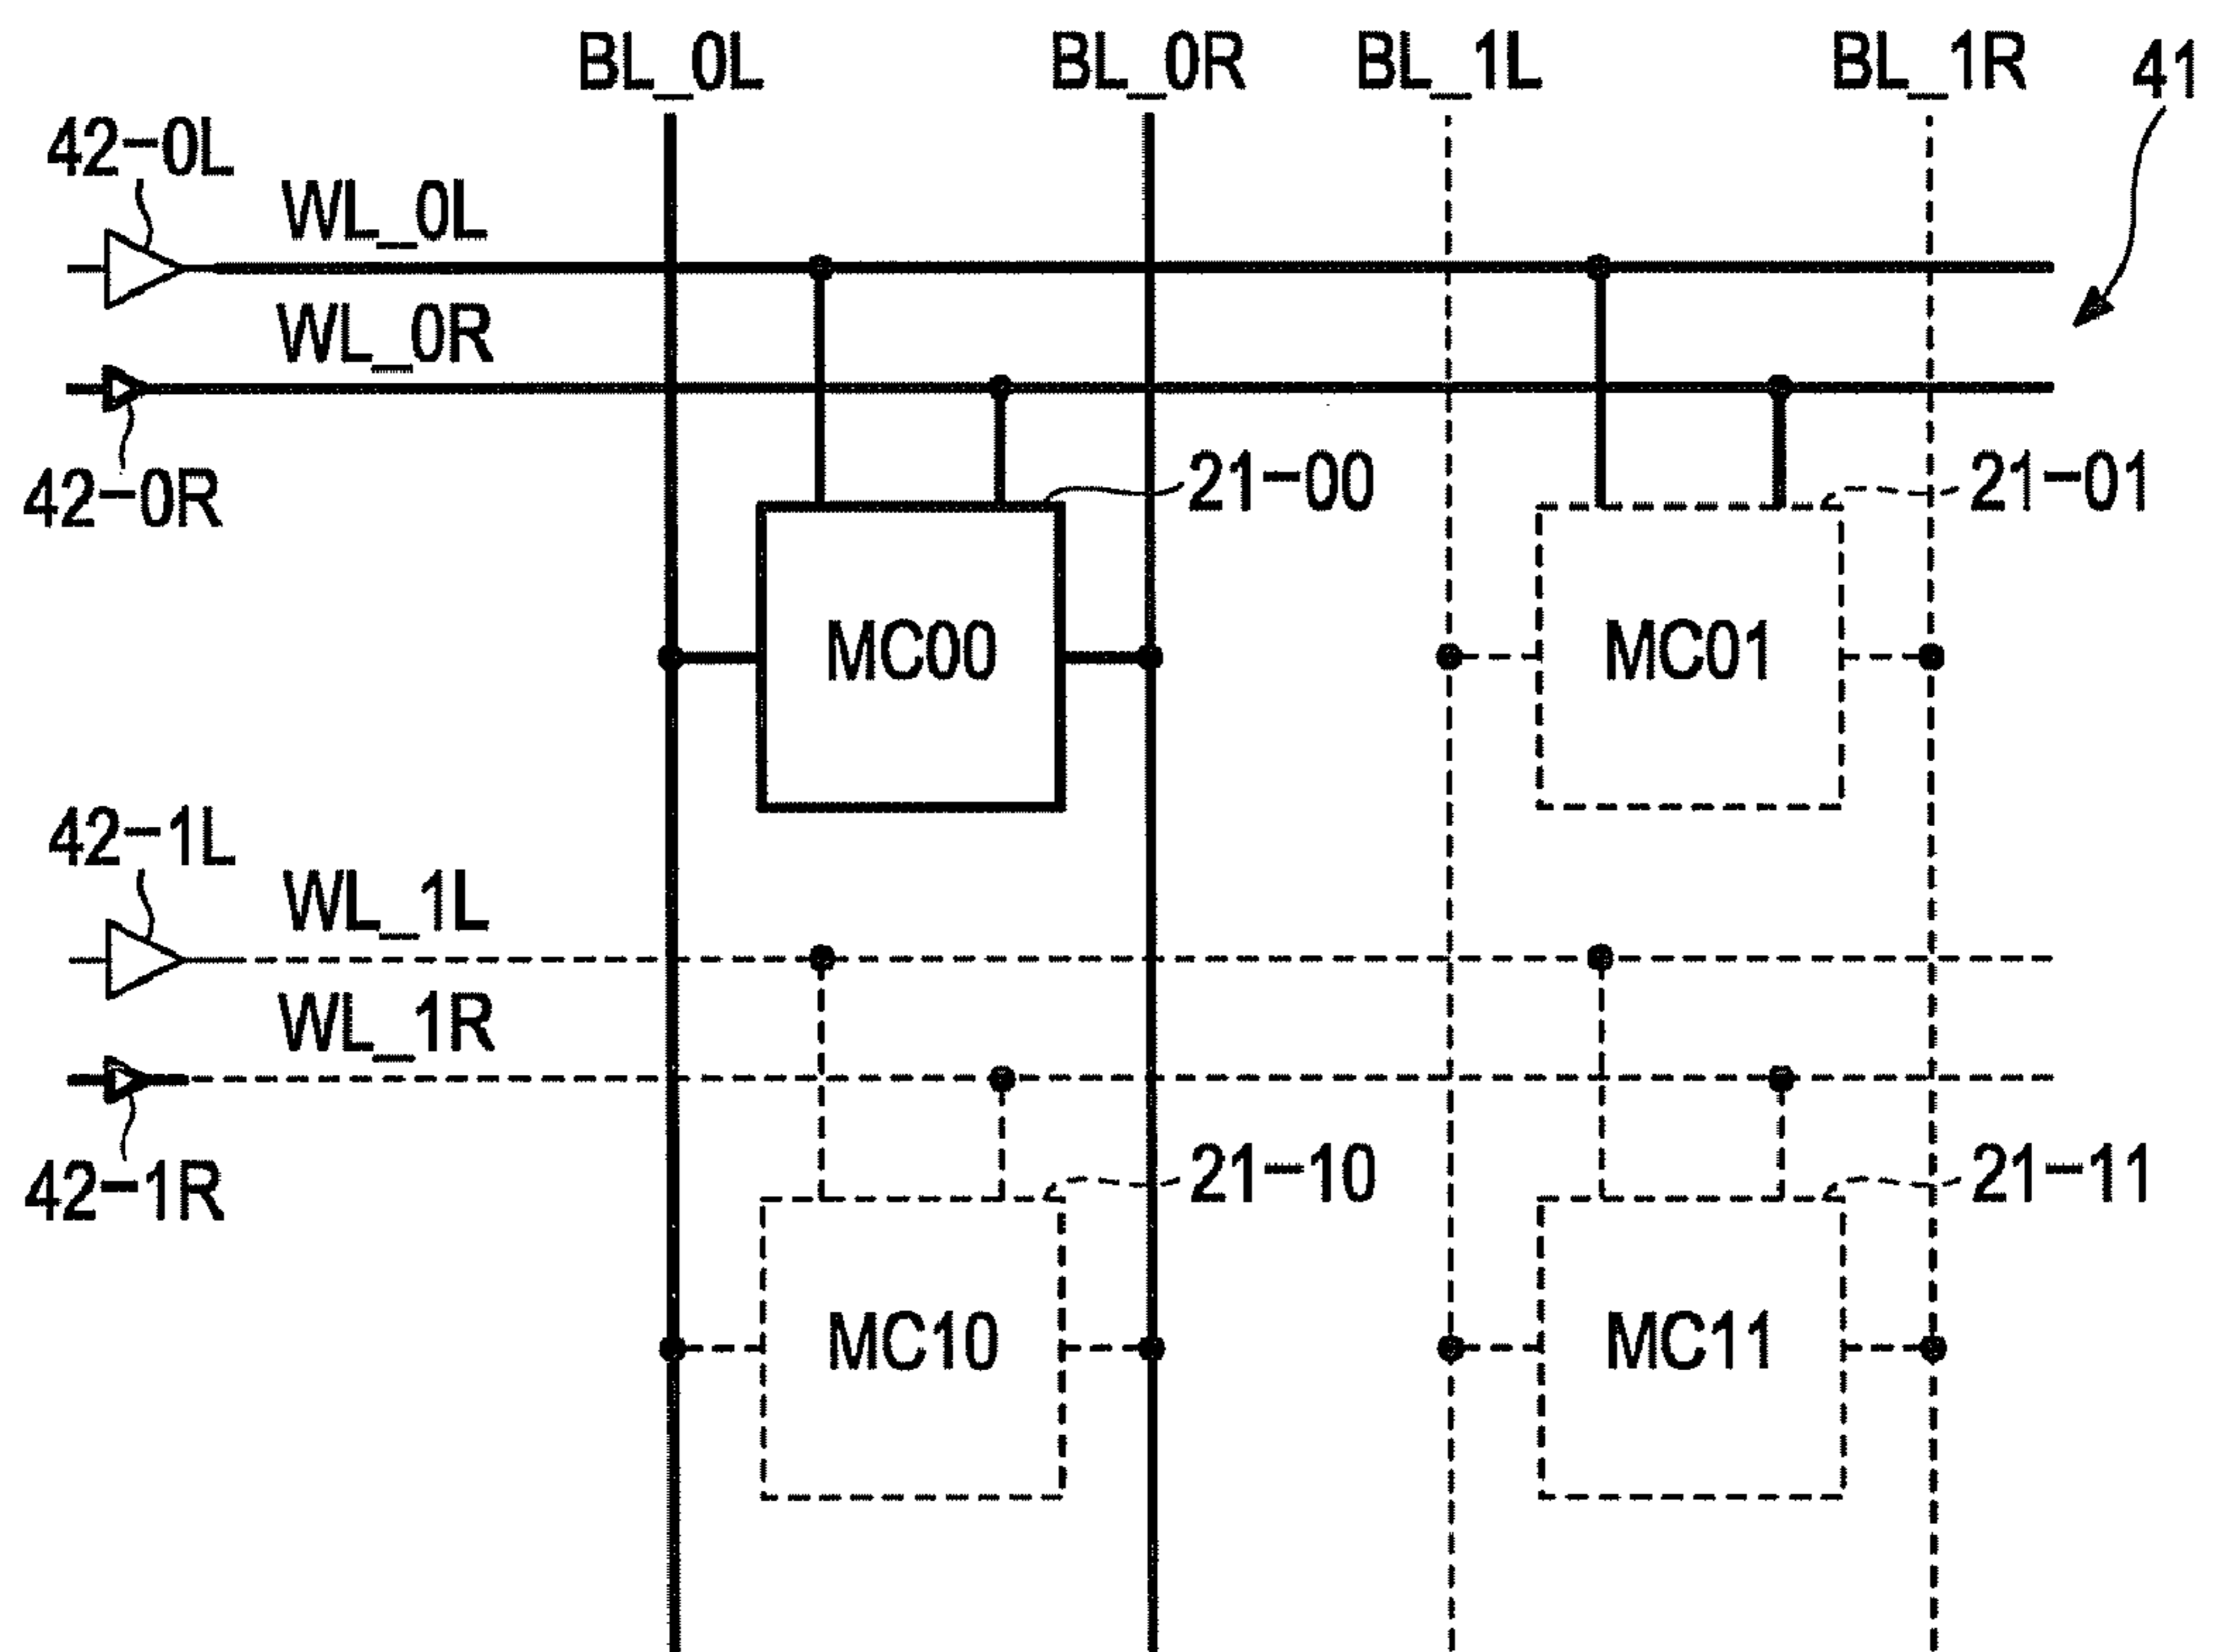 BL_0L
BL_0R
BL_1L
BL_1R
41
42-0L
WL_0L
WL_0R
42-0R
21-00
21-01
MC00
MC01
42-1L
WL_1L
WL_1R
42-1R
21-10
21-11
MC10
MC11